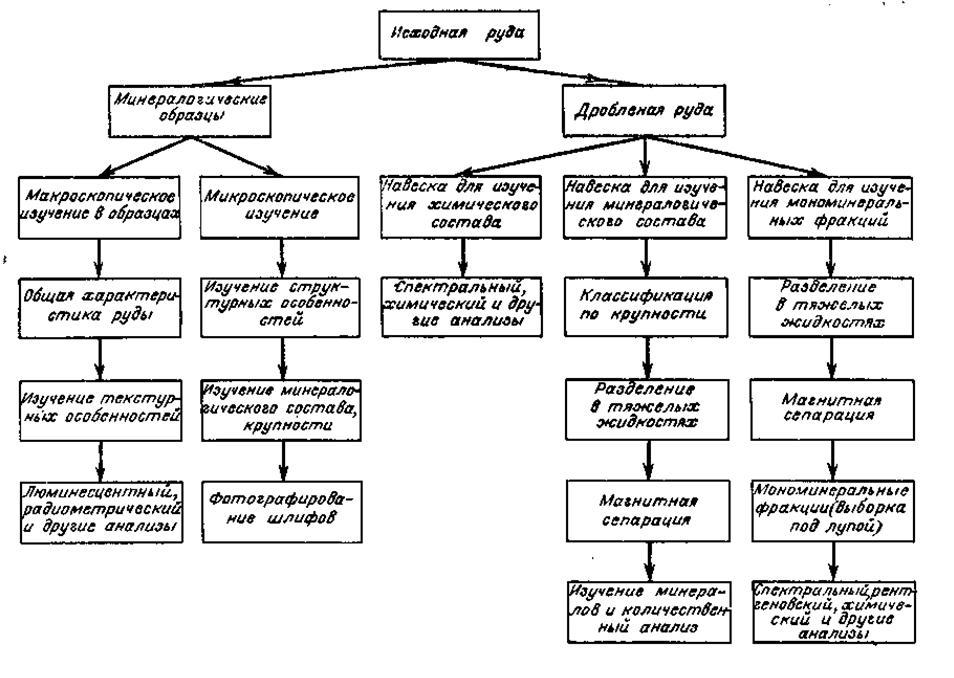 Исходная руда
Минералогические
образцы
Дробленая руда
Макроскопическое
изучение в образцах
Микроскопическое
изучение
Навеска для изуче-
ния химического
состава
Навеска для изуче-
ния минералогиче-
ского состава
Навеска для изуче-
ния мономинераль-
ных фракций
Общая характери-
стика руды
Изучение струк-
турных особенно-
стей
Спектральный,
химический и дру-
гие анализы
Классификация
по крупности
Разделение
в тяжелых
жидкостях
Изучение текстур-
ных особенностей
Изучение минерало-
гического состава,
крупности
Разделение
в тяжелых
жидкостях
Магнитная
сепарация
Люминесцентный,
радиометрический
и другие анализы
Фотографирова-
ние шлифов
Магнитная
сепарация
Мономинеральные
фракции(выборка
под лупой)
Изучение минера-
лов и количествен-
ный анализ
Спектральный,рент-
геновский, химиче-
ский и другие
анализы